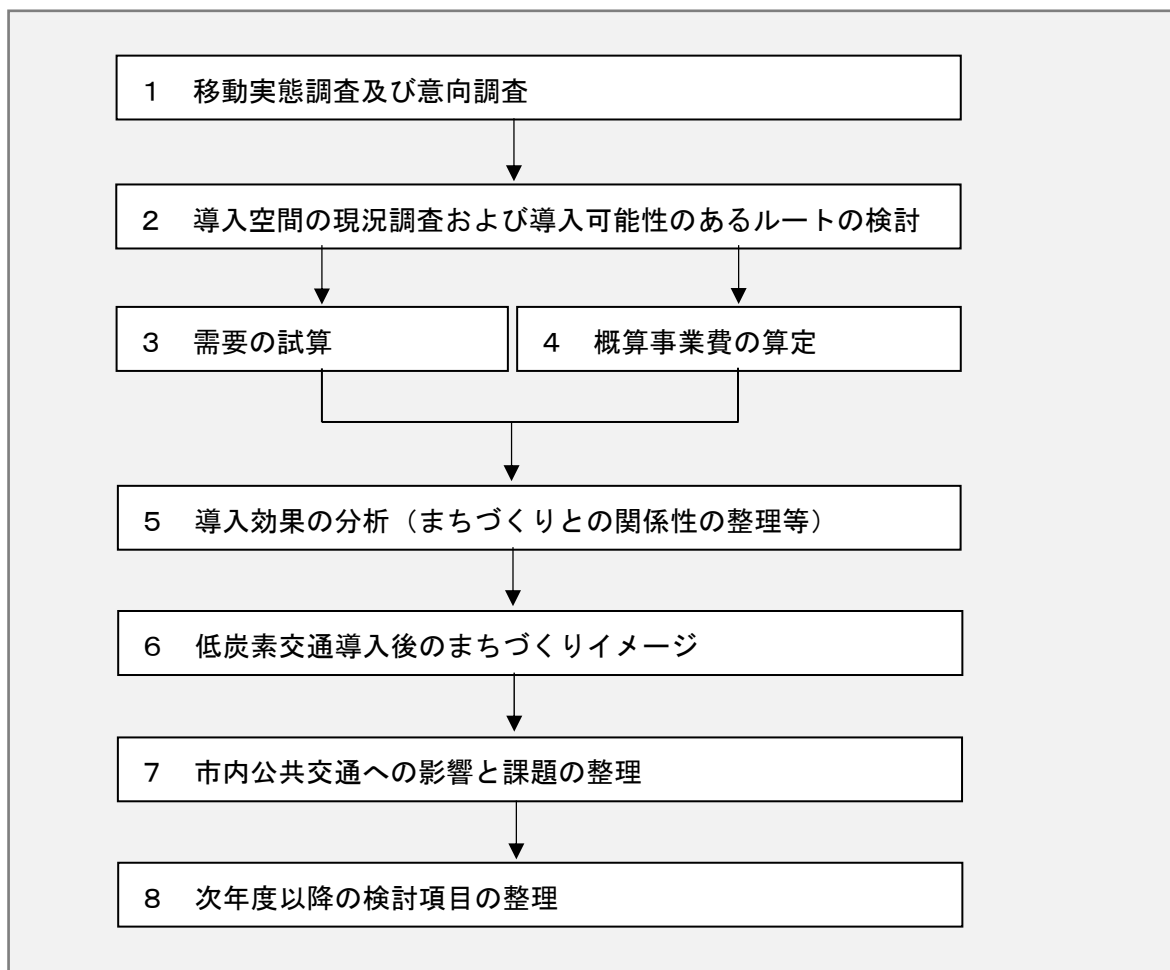 １ 移動実態調査及び意向調査
２ 導入空間の現況調査および導入可能性のあるルートの検討
３ 需要の試算
４ 概算事業費の算定
５ 導入効果の分析（まちづくりとの関係性の整理等）
６ 低炭素交通導入後のまちづくりイメージ
７ 市内公共交通への影響と課題の整理
８ 次年度以降の検討項目の整理